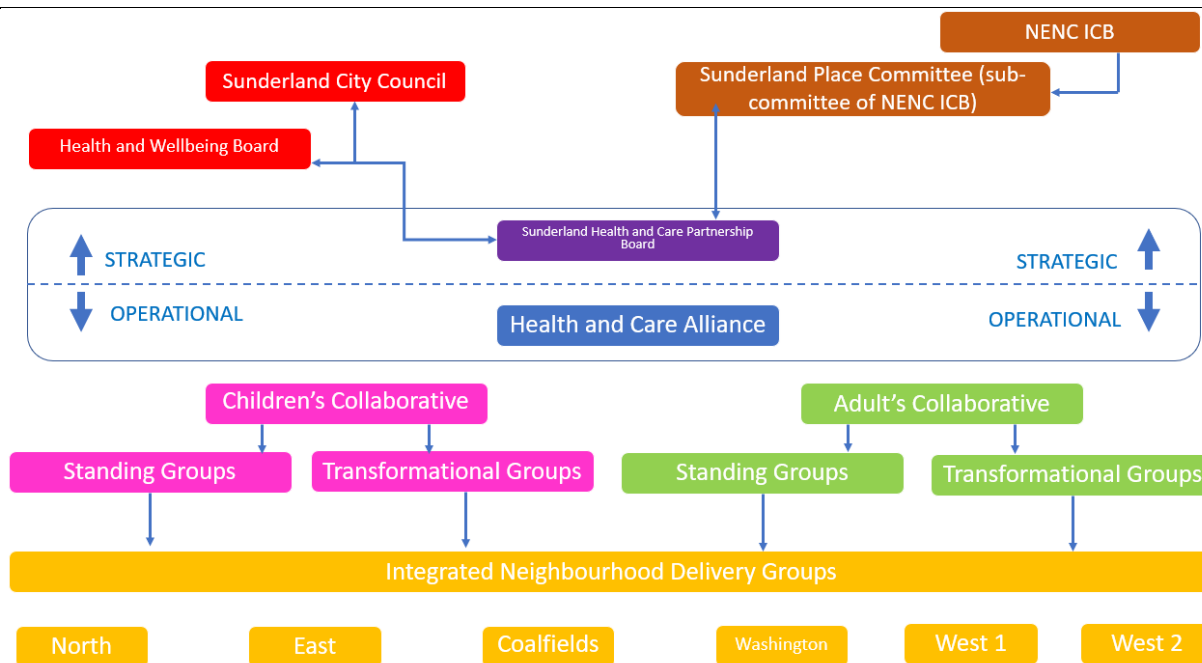 NENC ICB
Sunderland City Council
Sunderland Place Committee (sub-
committee of NENC ICB)
Health and Wellbeing Board
Sunderland Health and Care Partnership
Board
STRATEGIC
STRATEGIC
OPERATIONAL
Health and Care Alliance
OPERATIONAL
Children's Collaborative
Adult's Collaborative
Standing Groups
Transformational Groups
Standing Groups
Transformational Groups
Integrated Neighbourhood Delivery Groups
North
East
Coalfields
Washington
West 1
West 2